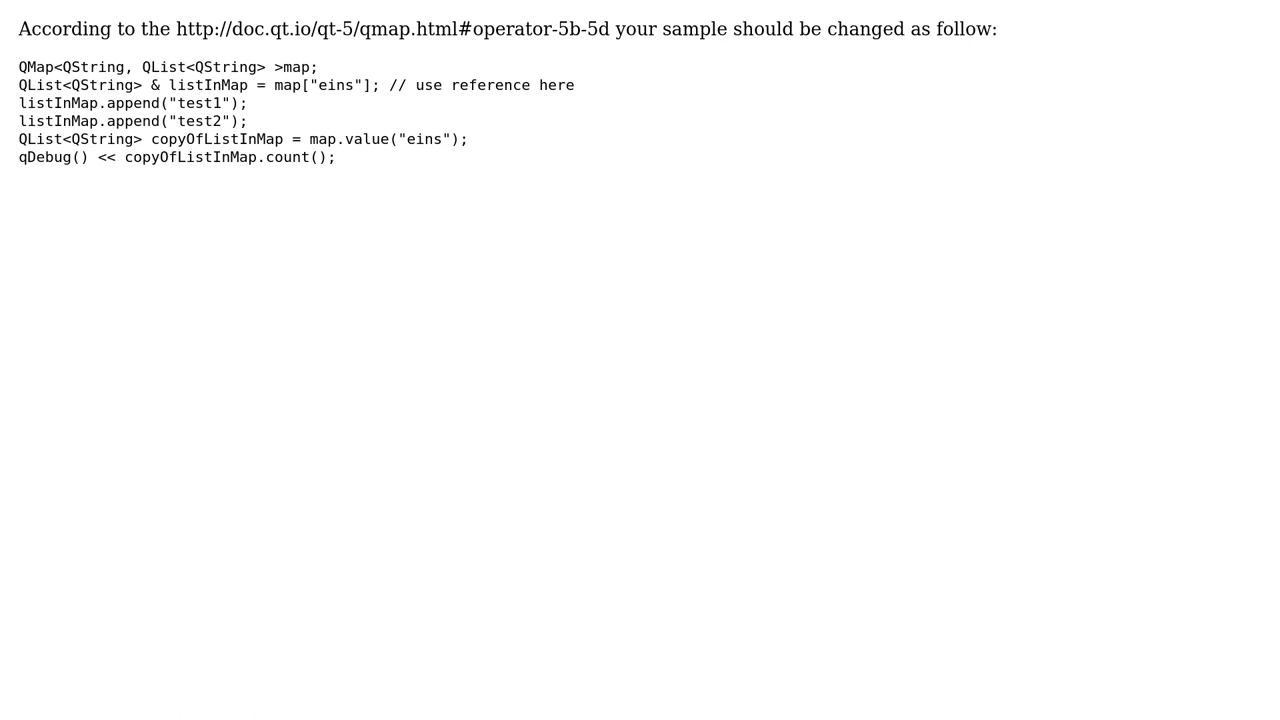 According to the http://doc.qt.io/qt-5/qmap.html#operator-5b-5d your sample should be changed as follow:
QMap<QString, QList<QString> >map;
QList<QString> & listInMap = map["eins"]; // use reference here
listInMap.append("test1");
listInMap.append("test2");
QList<QString> copyOfListInMap = map.value("eins");
qDebug() << copyOfListInMap.count();